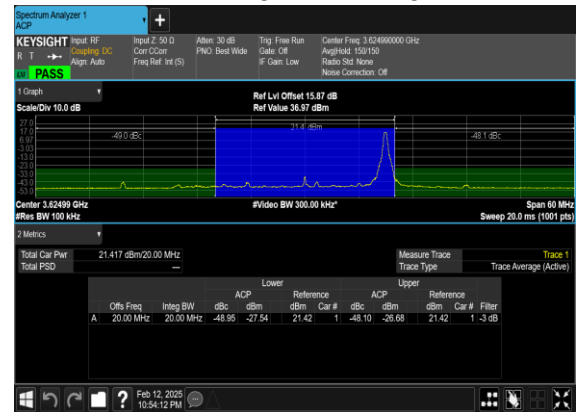 Spectrum Analyzer 1
ACP
+
KEYSIGHT Input: RF Input Z: 50 Ω Atten: 30 dB Trig: Free Run Center Freq: 3.624990000 GHz
R T Coupling: DC Corr CCorr PNO: Best Wide Gate: Off Avg|Hold: 150/150
Align: Auto Freq Ref: Int (S) IF Gain: Low Radio Std: None
Noise Correction: Off
PASS
1 Graph
Scale/Div 10.0 dB
Ref Lvl Offset 15.87 dB
Ref Value 36.97 dBm
27.0
17.0
6.97
-3.03
-13.0
-23.0
-33.0
-43.0
-53.0
-49.0 dBc
21.4 dBm
-48.1 dBc
Center 3.62499 GHz #Video BW 300.00 kHz* Span 60 MHz
#Res BW 100 kHz Sweep 20.0 ms (1001 pts)
2 Metrics
Total Car Pwr 21.417 dBm/20.00 MHz Measure Trace Trace 1
Total PSD --- Trace Type Trace Average (Active)
Lower Upper
ACP Reference ACP Reference
Offs Freq Integ BW dBc dBm dBm Car # dBc dBm dBm Car # Filter
A 20.00 MHz 20.00 MHz -48.95 -27.54 21.42 1 -48.10 -26.68 21.42 1 -3 dB
? Feb 12, 2025
10:54:12 PM